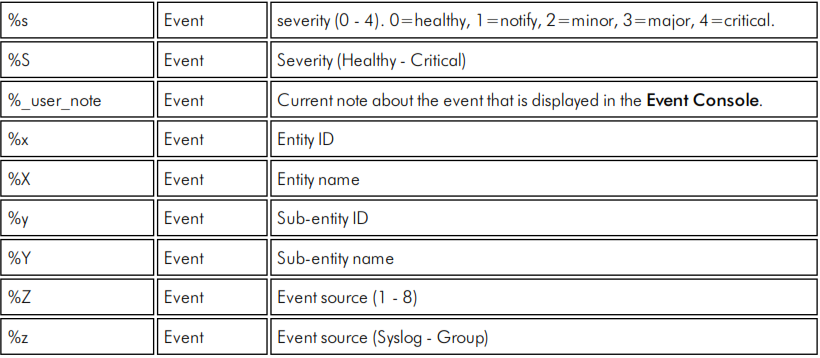 %s Event severity (0 - 4). 0=healthy, 1=notify, 2=minor, 3=major, 4=critical.
%S Event Severity (Healthy - Critical)
%_user_note Event Current note about the event that is displayed in the Event Console.
%x Event Entity ID
%X Event Entity name
%y Event Sub-entity ID
%Y Event Sub-entity name
%Z Event Event source (1 - 8)
%z Event Event source (Syslog - Group)